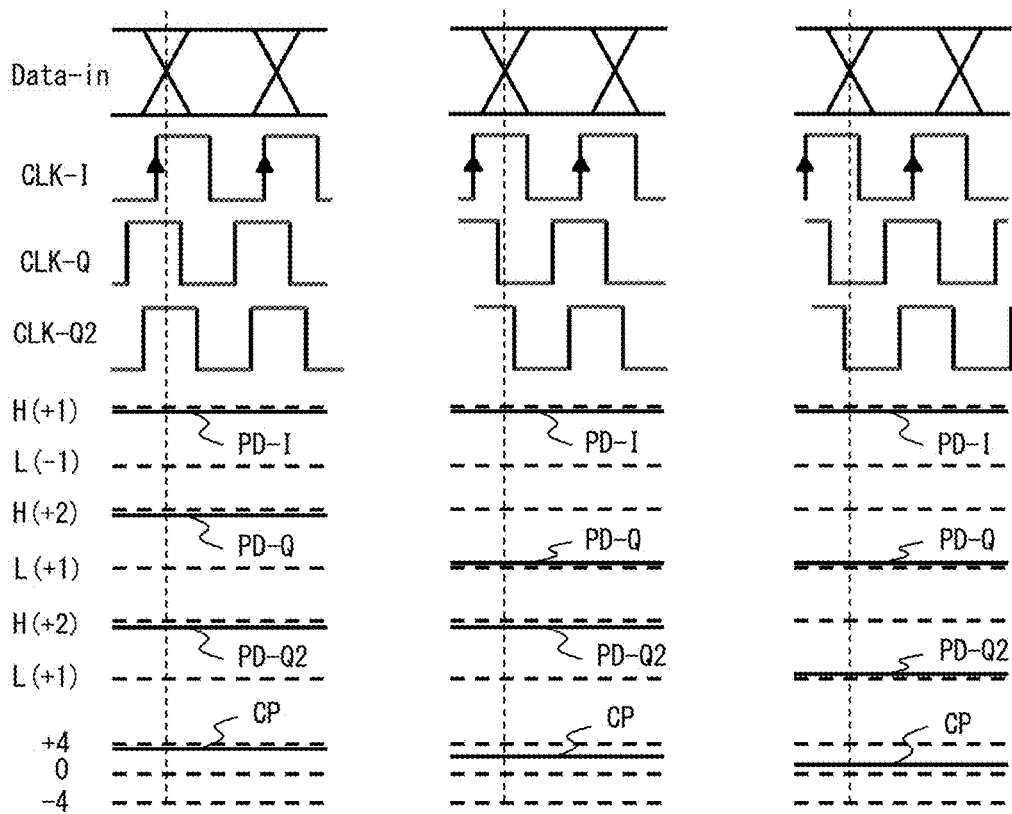 Data-in
CLK-I
CLK-Q
CLK-Q2
H(+1)
PD-I PD-I PD-I
L(-1)
H(+2)
PD-Q PD-Q PD-Q
L(+1)
H(+2)
PD-Q2 PD-Q2 PD-Q2
L(+1)
CP CP CP
+4
0
-4